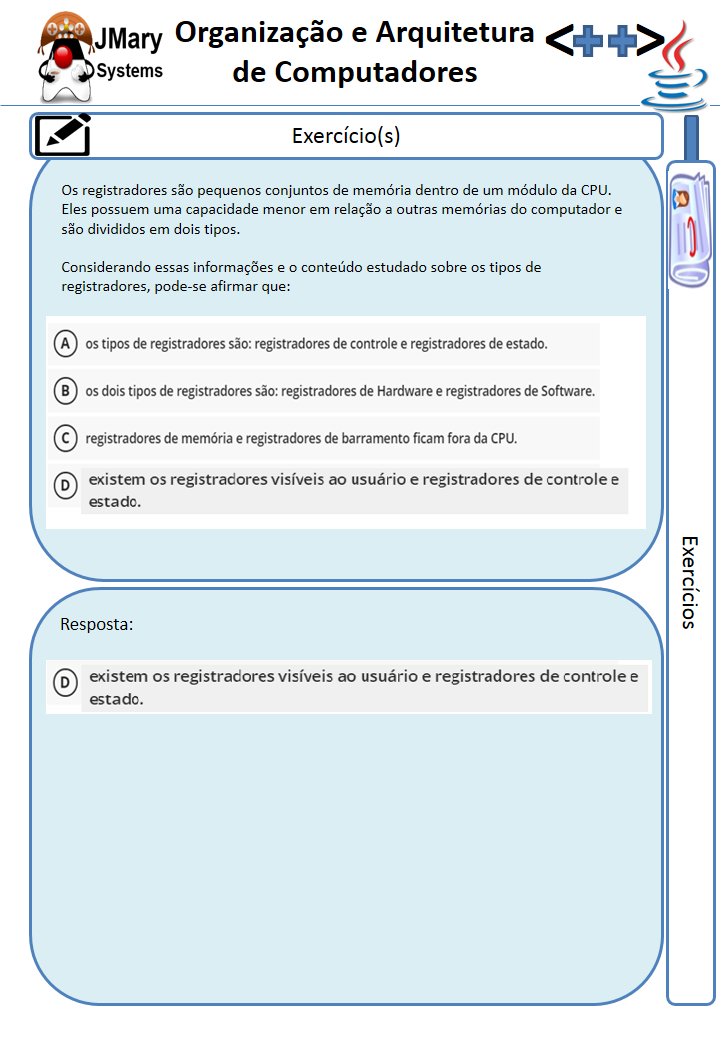 JMary
Systems
Organização e Arquitetura
de Computadores
<++>
Exercício(s)
Os registradores são pequenos conjuntos de memória dentro de um módulo da CPU.
Eles possuem uma capacidade menor em relação a outras memórias do computador e
são divididos em dois tipos.
Considerando essas informações e o conteúdo estudado sobre os tipos de
registradores, pode-se afirmar que:
A os tipos de registradores são: registradores de controle e registradores de estado.
B os dois tipos de registradores são: registradores de Hardware e registradores de Software.
C registradores de memória e registradores de barramento ficam fora da CPU.
D existem os registradores visíveis ao usuário e registradores de controle e
estado.
Exercícios
Resposta:
D existem os registradores visíveis ao usuário e registradores de controle e
estado.